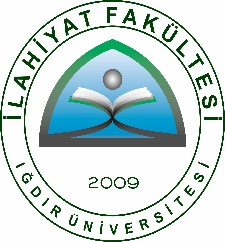 İLAHİYAT FAKÜLTESİ
2009
IĞDIR ÜNİVERSİTESİ